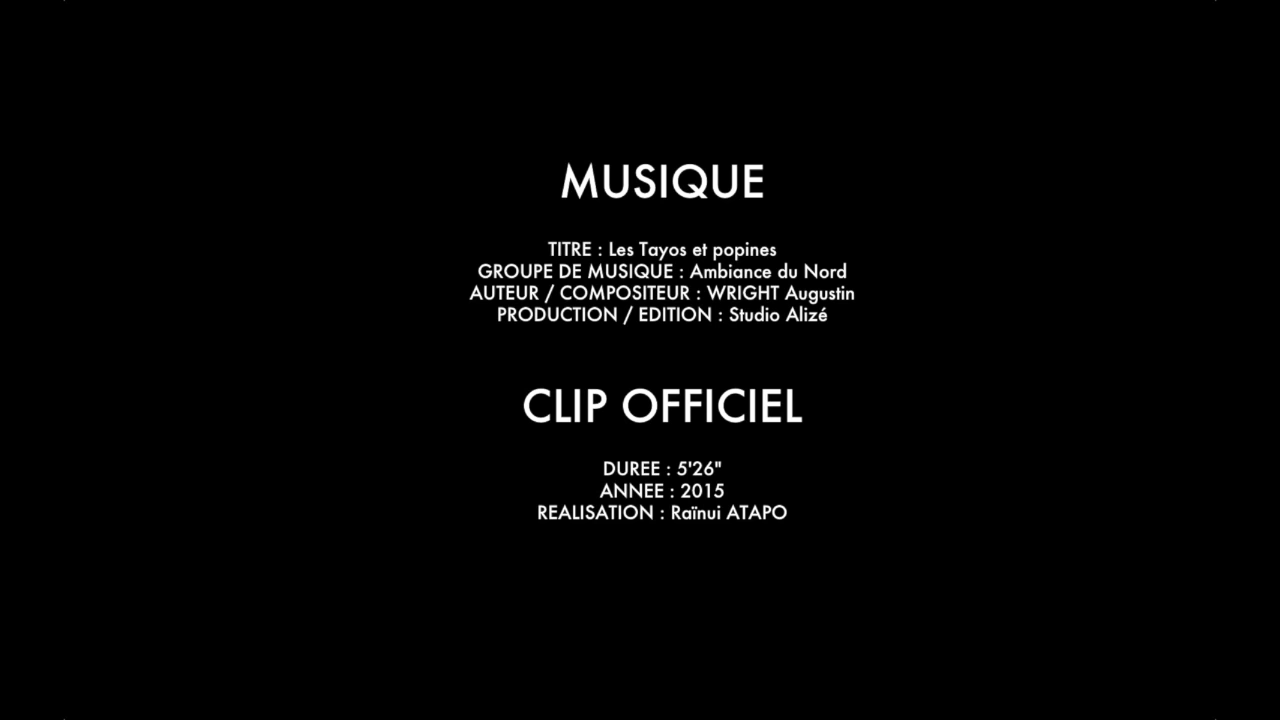 MUSIQUE
TITRE : Les Tayos et popines
GROUPE DE MUSIQUE : Ambiance du Nord
AUTEUR / COMPOSITEUR : WRIGHT Augustin
PRODUCTION / EDITION : Studio Alizé
CLIP OFFICIEL
DUREE : 5'26"
ANNEE : 2015
REALISATION : Raïnui ATAPO